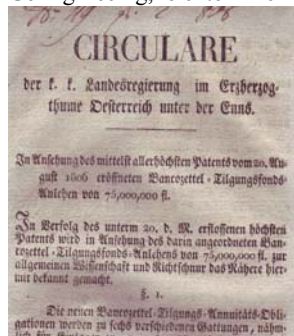 CIRCULARE
der k. k. Landesregierung im Erzherzog-
thume Oesterreich unter der Enns.
In Ansehung des mittelst allerhöchsten Patents vom 20. Au-
gust 1806 eröffneten Bancozettel-Tilgungsfonds-
Anlehen von 75,000,000 fl.
In Verfolg des unterm 20. d. M. erflossenen höchsten
Patents wird in Ansehung des darin angeordneten Ban-
cozettel-Tilgungsfonds-Anlehens von 75,000,000 fl. zur
allgemeinen Wissenschaft und Richtschnur das Nähere hier-
mit bekannt gemacht.
§. 1.
Die neuen Bancozettel-Tilgungs-Annuitäts-Obli-
gationen werden zu sechs verschiedenen Gattungen, nähm-